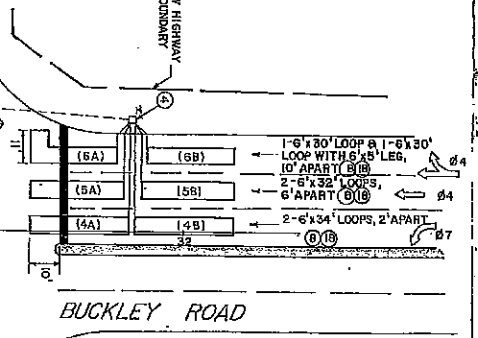 HIGHWAY
BOUNDARY
4
1-6'x30' LOOP & 1-6'x30'
LOOP WITH 6'x5' LEG,
10' APART 8 18
Ø4
11'
(6A) (6B)
2-6'x32' LOOPS,
6' APART 8 18
Ø4
(5A) (5B)
2-6'x34' LOOPS, 2' APART
8 18
Ø7
(4A) (4B)
32
10'
BUCKLEY ROAD